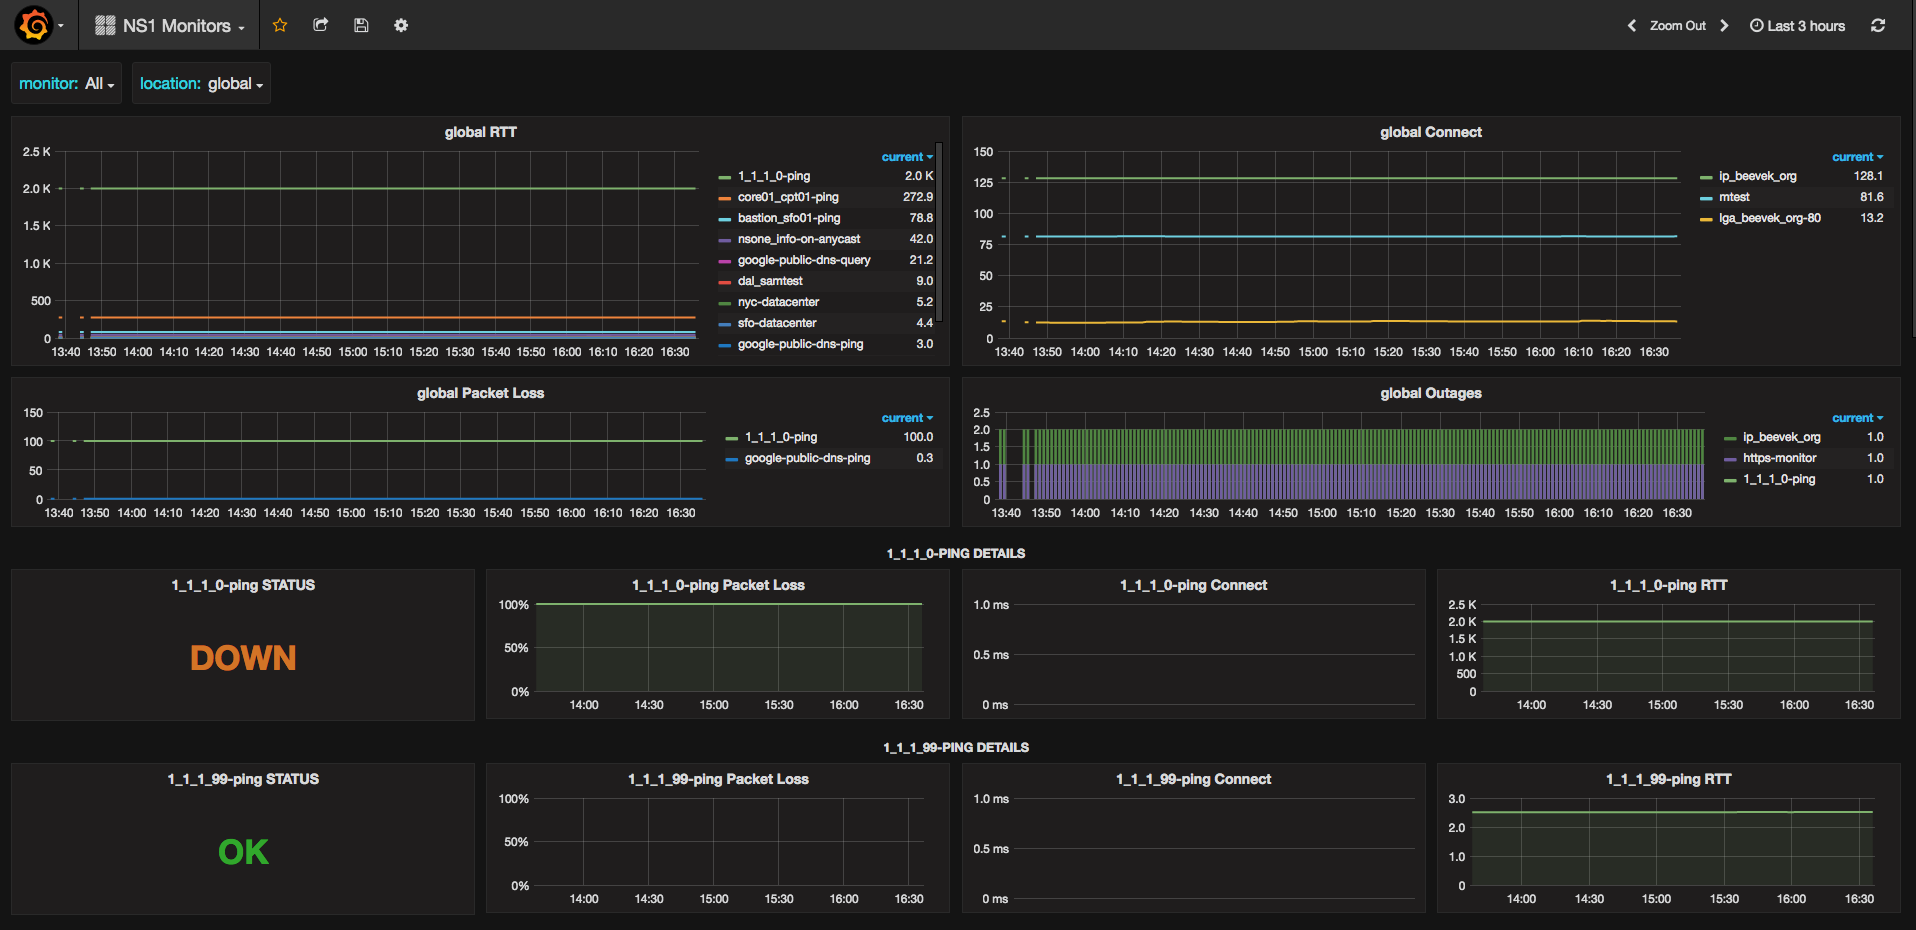 NS1 Monitors
Zoom Out
Last 3 hours
monitor: All
location: global
global RTT
2.5 K
2.0 K
1.5 K
1.0 K
500
0
13:40 13:50 14:00 14:10 14:20 14:30 14:40 14:50 15:00 15:10 15:20 15:30 15:40 15:50 16:00 16:10 16:20 16:30
current
1_1_1_0-ping 2.0 K
core01_cpt01-ping 272.9
bastion_sfo01-ping 78.8
nsone_info-on-anycast 42.0
google-public-dns-query 21.2
dal_samtest 9.0
nyc-datacenter 5.2
sfo-datacenter 4.4
google-public-dns-ping 3.0
global Connect
150
125
100
75
50
25
0
13:40 13:50 14:00 14:10 14:20 14:30 14:40 14:50 15:00 15:10 15:20 15:30 15:40 15:50 16:00 16:10 16:20 16:30
current
ip_beevek_org 128.1
mtest 81.6
lga_beevek_org-80 13.2
global Packet Loss
150
100
50
0
13:40 13:50 14:00 14:10 14:20 14:30 14:40 14:50 15:00 15:10 15:20 15:30 15:40 15:50 16:00 16:10 16:20 16:30
current
1_1_1_0-ping 100.0
google-public-dns-ping 0.3
global Outages
2.5
2.0
1.5
1.0
0.5
0
13:40 13:50 14:00 14:10 14:20 14:30 14:40 14:50 15:00 15:10 15:20 15:30 15:40 15:50 16:00 16:10 16:20 16:30
current
ip_beevek_org 1.0
https-monitor 1.0
1_1_1_0-ping 1.0
1_1_1_0-PING DETAILS
1_1_1_0-ping STATUS
DOWN
1_1_1_0-ping Packet Loss
100%
50%
0%
14:00 14:30 15:00 15:30 16:00 16:30
1_1_1_0-ping Connect
1.0 ms
0.5 ms
0 ms
1_1_1_0-ping RTT
2.5 K
2.0 K
1.5 K
1.0 K
500
0
14:00 14:30 15:00 15:30 16:00 16:30
1_1_1_99-PING DETAILS
1_1_1_99-ping STATUS
OK
1_1_1_99-ping Packet Loss
100%
50%
0%
14:00 14:30 15:00 15:30 16:00 16:30
1_1_1_99-ping Connect
1.0 ms
0.5 ms
0 ms
1_1_1_99-ping RTT
3.0
2.0
1.0
0
14:00 14:30 15:00 15:30 16:00 16:30